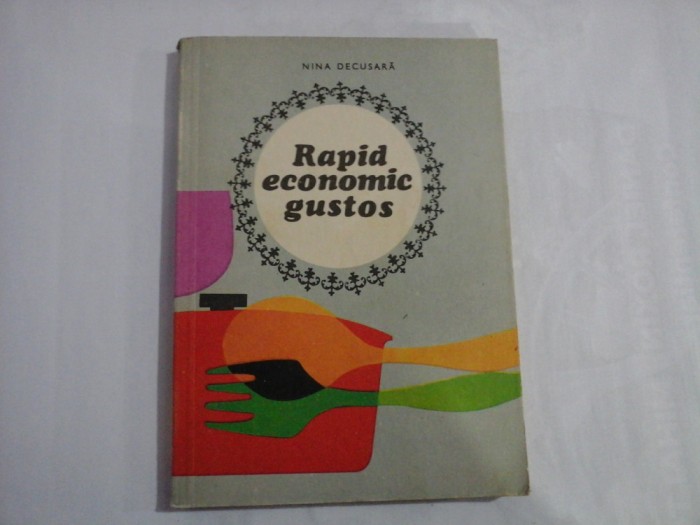 NINA DECUSARĂ
Rapid
economic
gustos